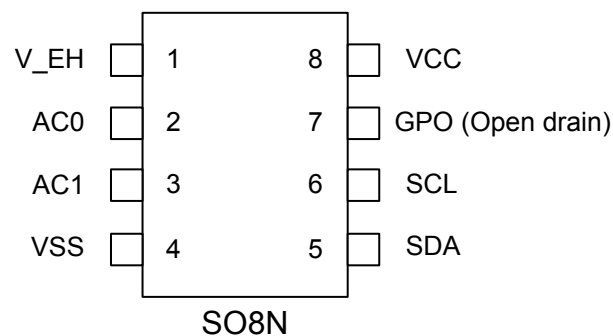 V_EH 1 8 VCC
AC0 2 7 GPO (Open drain)
AC1 3 6 SCL
VSS 4 5 SDA
SO8N